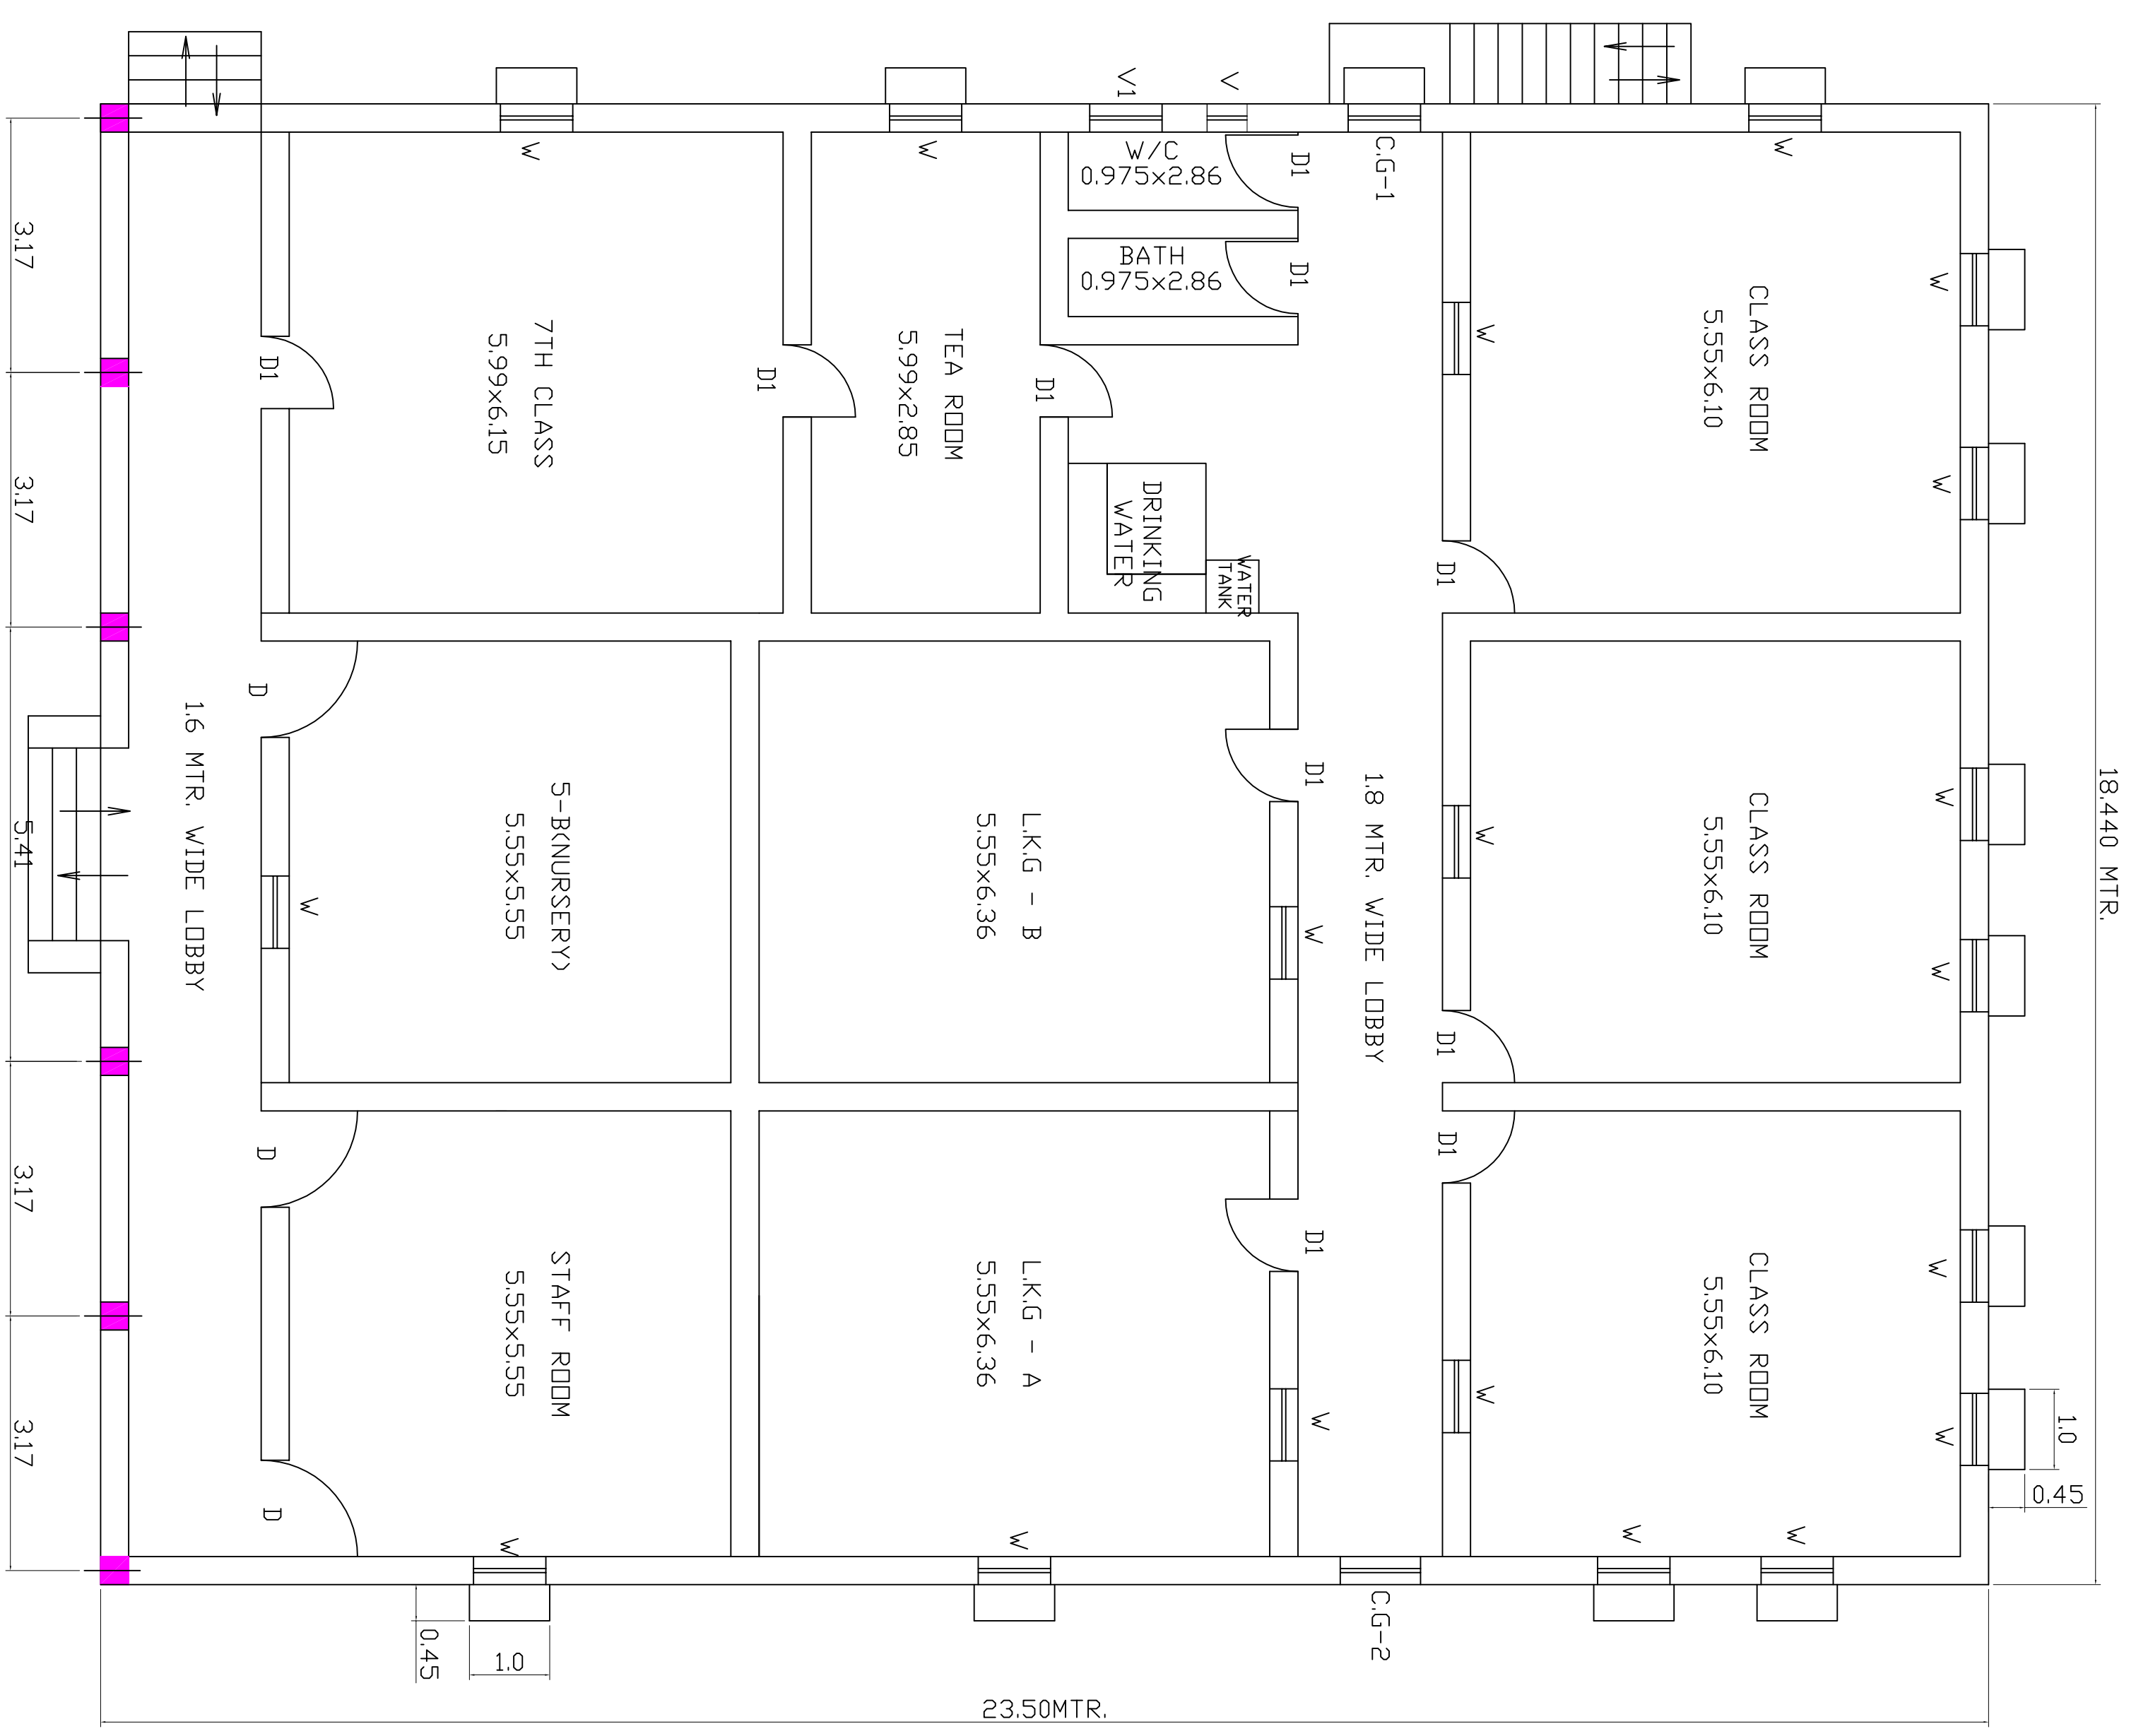 V1
V
W
W
C.G-1
W
W/C
0.975x2.86
D1
BATH
0.975x2.86
D1
3.17
D1
7TH CLASS
5.99x6.15
D1
TEA ROOM
5.99x2.85
D1
W
CLASS ROOM
5.55x6.10
W
W
3.17
DRINKING
WATER
WATER
TANK
D1
D
1.6 MTR. WIDE LOBBY
5.41
5-B(NURSERY)
5.55x5.55
W
L.K.G - B
5.55x6.36
D1
W
1.8 MTR. WIDE LOBBY
W
D1
CLASS ROOM
5.55x6.10
W
W
18.440 MTR.
3.17
D
STAFF ROOM
5.55x5.55
L.K.G - A
5.55x6.36
D1
D1
W
CLASS ROOM
5.55x6.10
W
W
1.0
0.45
3.17
D
W
W
W
W
W
C.G-2
0.45
1.0
23.50MTR.